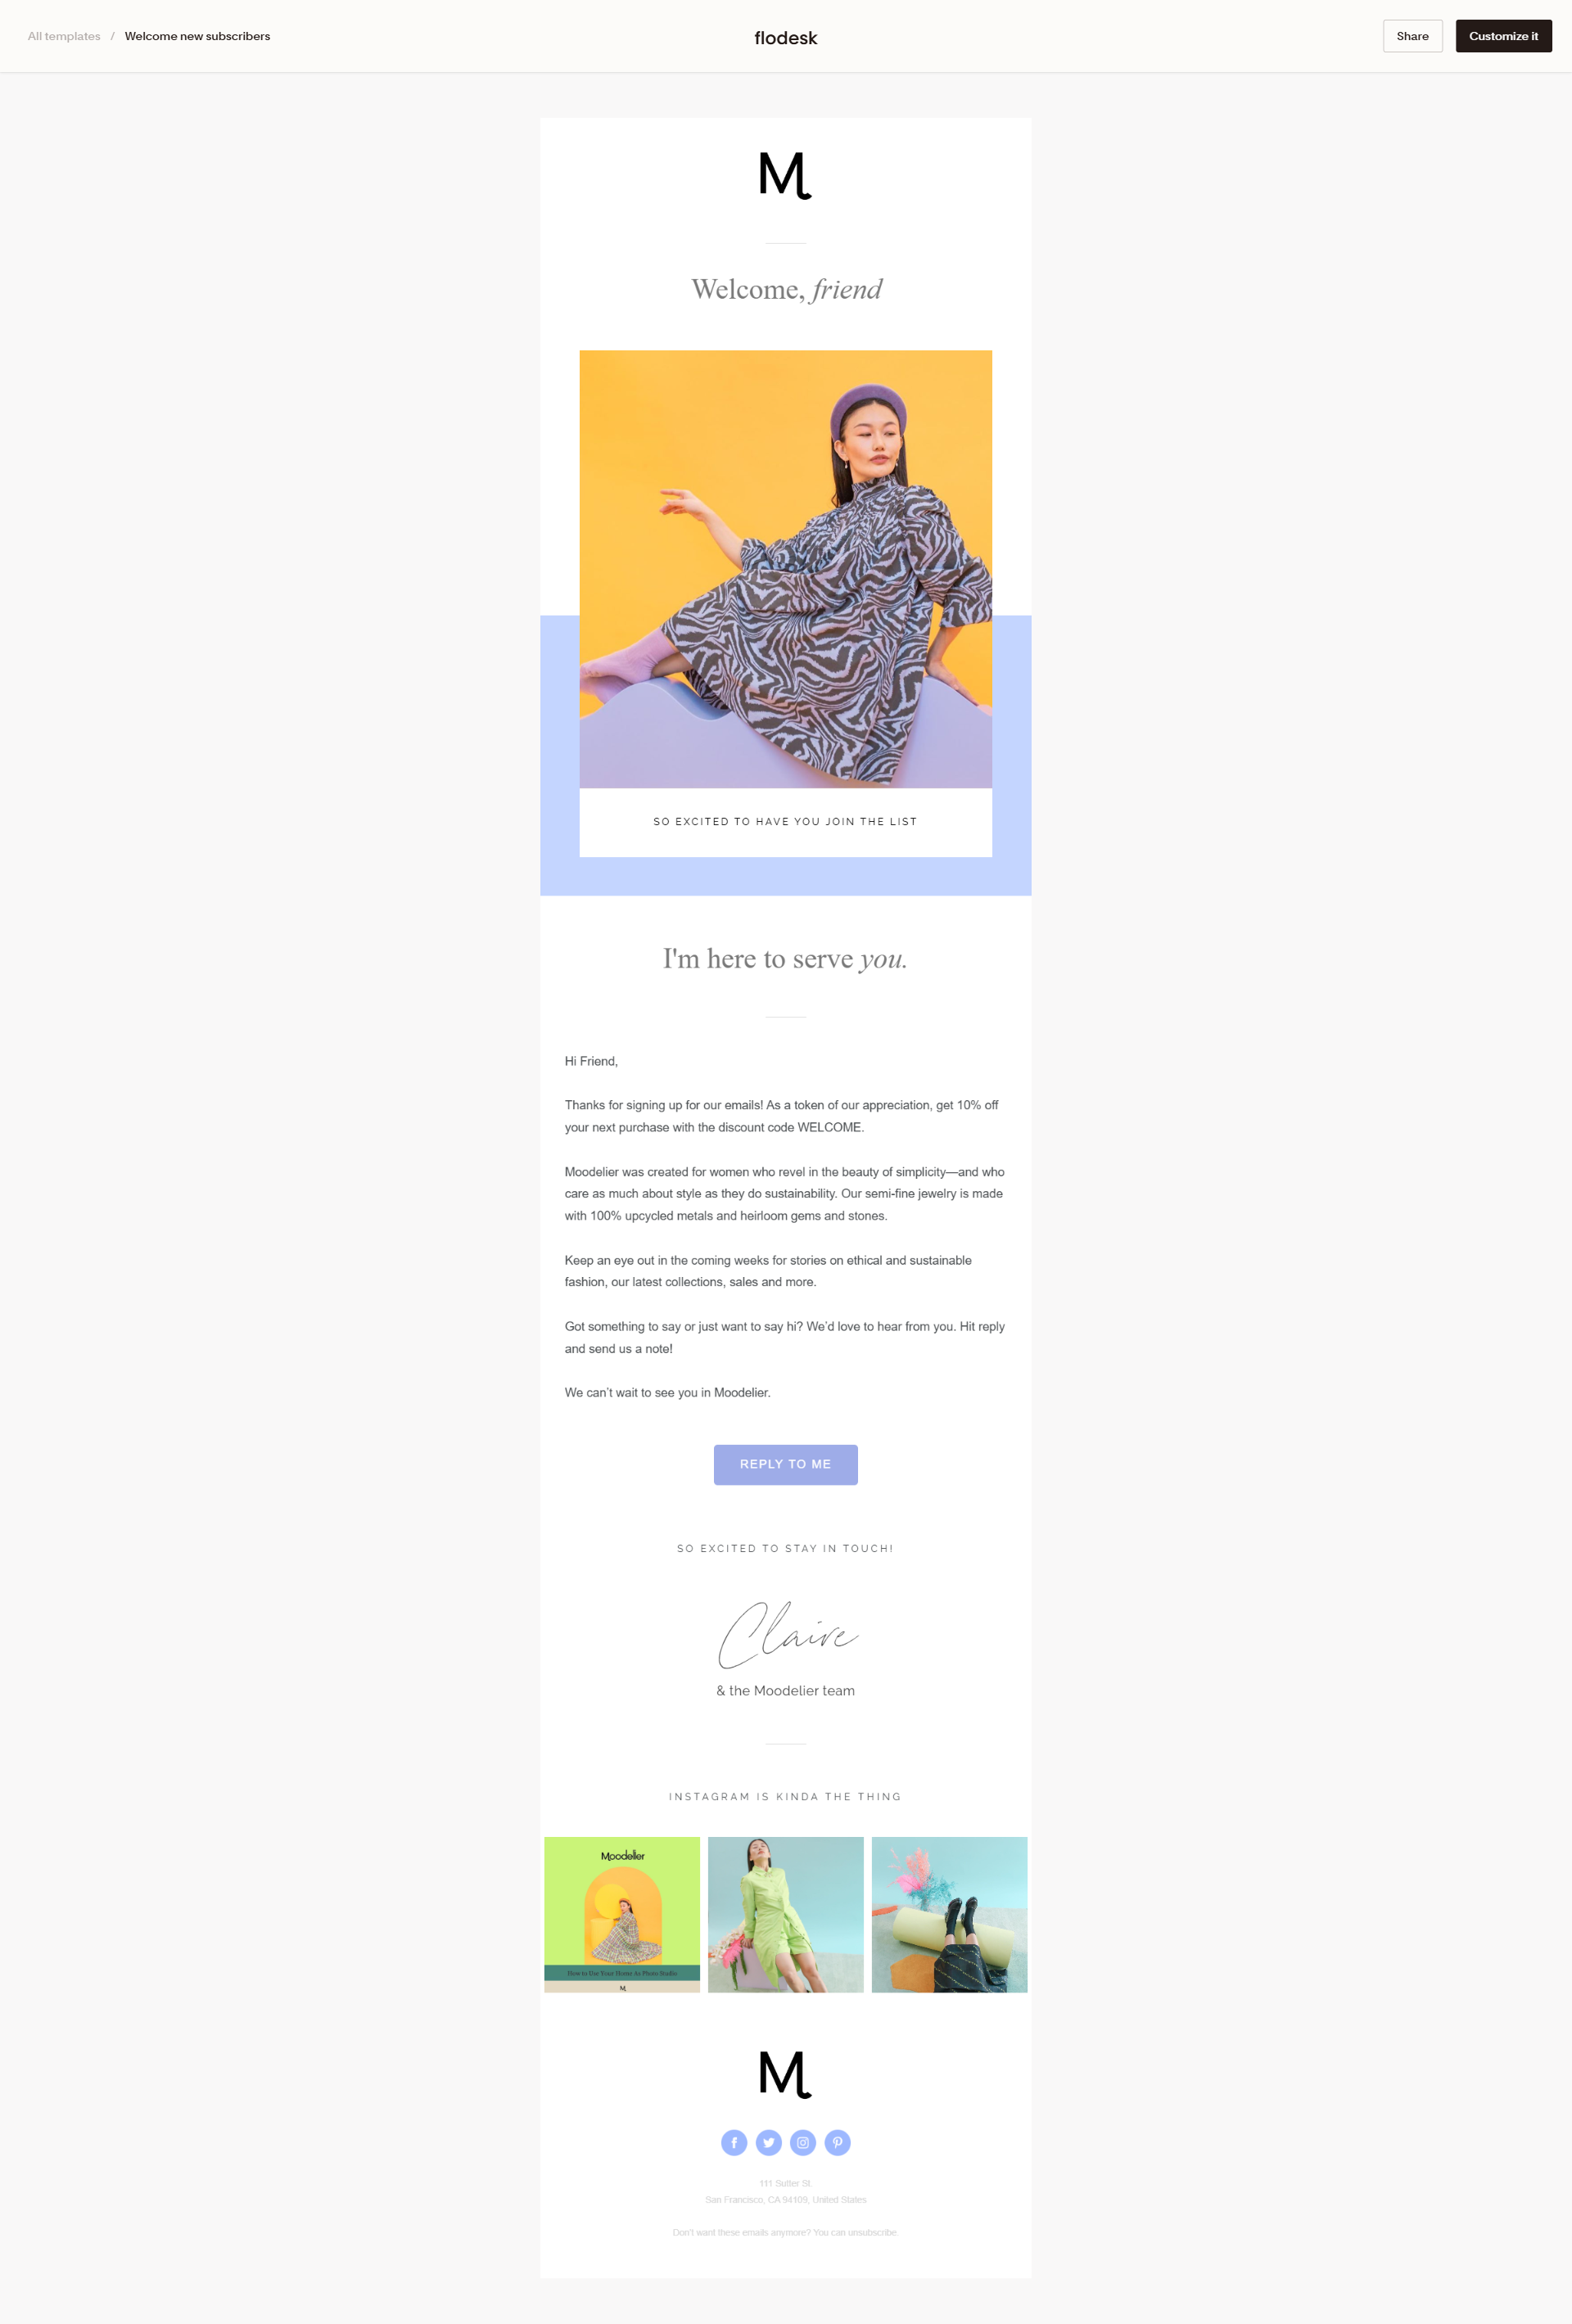 All templates / Welcome new subscribers
flodesk
Share
Customize it
M
Welcome, friend
SO EXCITED TO HAVE YOU JOIN THE LIST
I'm here to serve you.
Hi Friend,
Thanks for signing up for our emails! As a token of our appreciation, get 10% off
your next purchase with the discount code WELCOME.
Moodelier was created for women who revel in the beauty of simplicity—and who
care as much about style as they do sustainability. Our semi-fine jewelry is made
with 100% upcycled metals and heirloom gems and stones.
Keep an eye out in the coming weeks for stories on ethical and sustainable
fashion, our latest collections, sales and more.
Got something to say or just want to say hi? We’d love to hear from you. Hit reply
and send us a note!
We can’t wait to see you in Moodelier.
REPLY TO ME
SO EXCITED TO STAY IN TOUCH!
Claire
& the Moodelier team
INSTAGRAM IS KINDA THE THING
Moodelier
How to Use Your Home As Photo Studio
M
M
111 Sutter St.
San Francisco, CA 94109, United States
Don't want these emails anymore? You can unsubscribe.